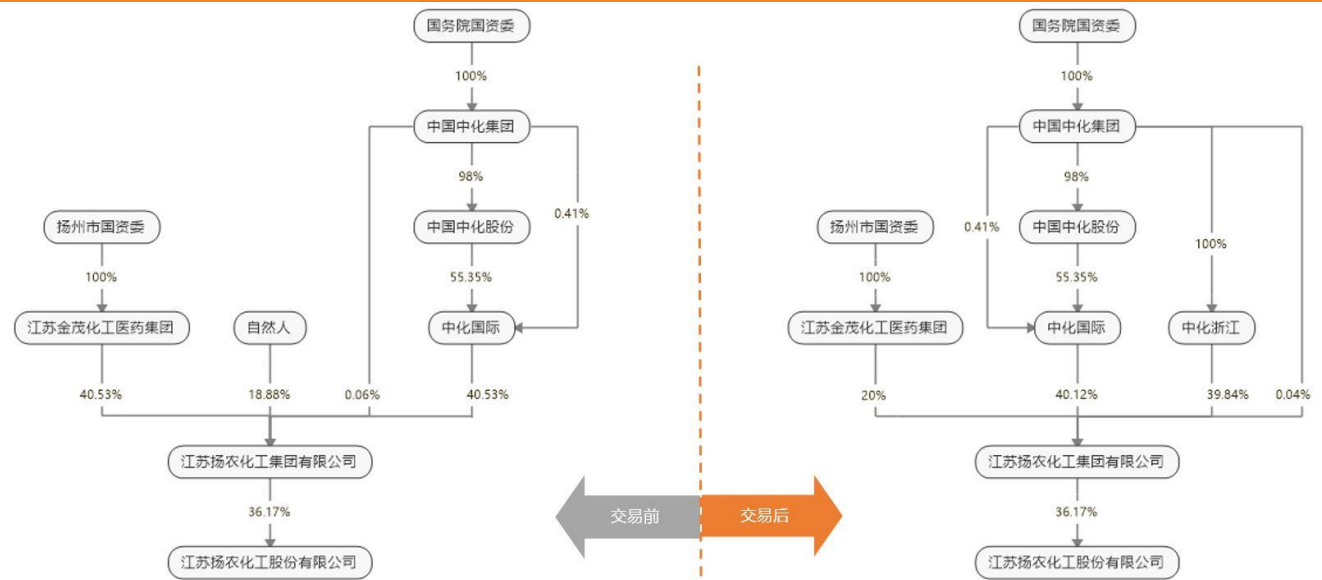 国务院国资委
100%
中国中化集团
98%
0.41%
扬州市国资委
中国中化股份
100%
55.35%
江苏金茂化工医药集团
自然人
中化国际
40.53%
18.88%
0.06%
40.53%
江苏扬农化工集团有限公司
36.17%
江苏扬农化工股份有限公司
交易前
交易后
国务院国资委
100%
中国中化集团
98%
扬州市国资委
0.41%
中国中化股份
100%
100%
55.35%
江苏金茂化工医药集团
中化国际
中化浙江
20%
40.12%
39.84%
0.04%
江苏扬农化工集团有限公司
36.17%
江苏扬农化工股份有限公司